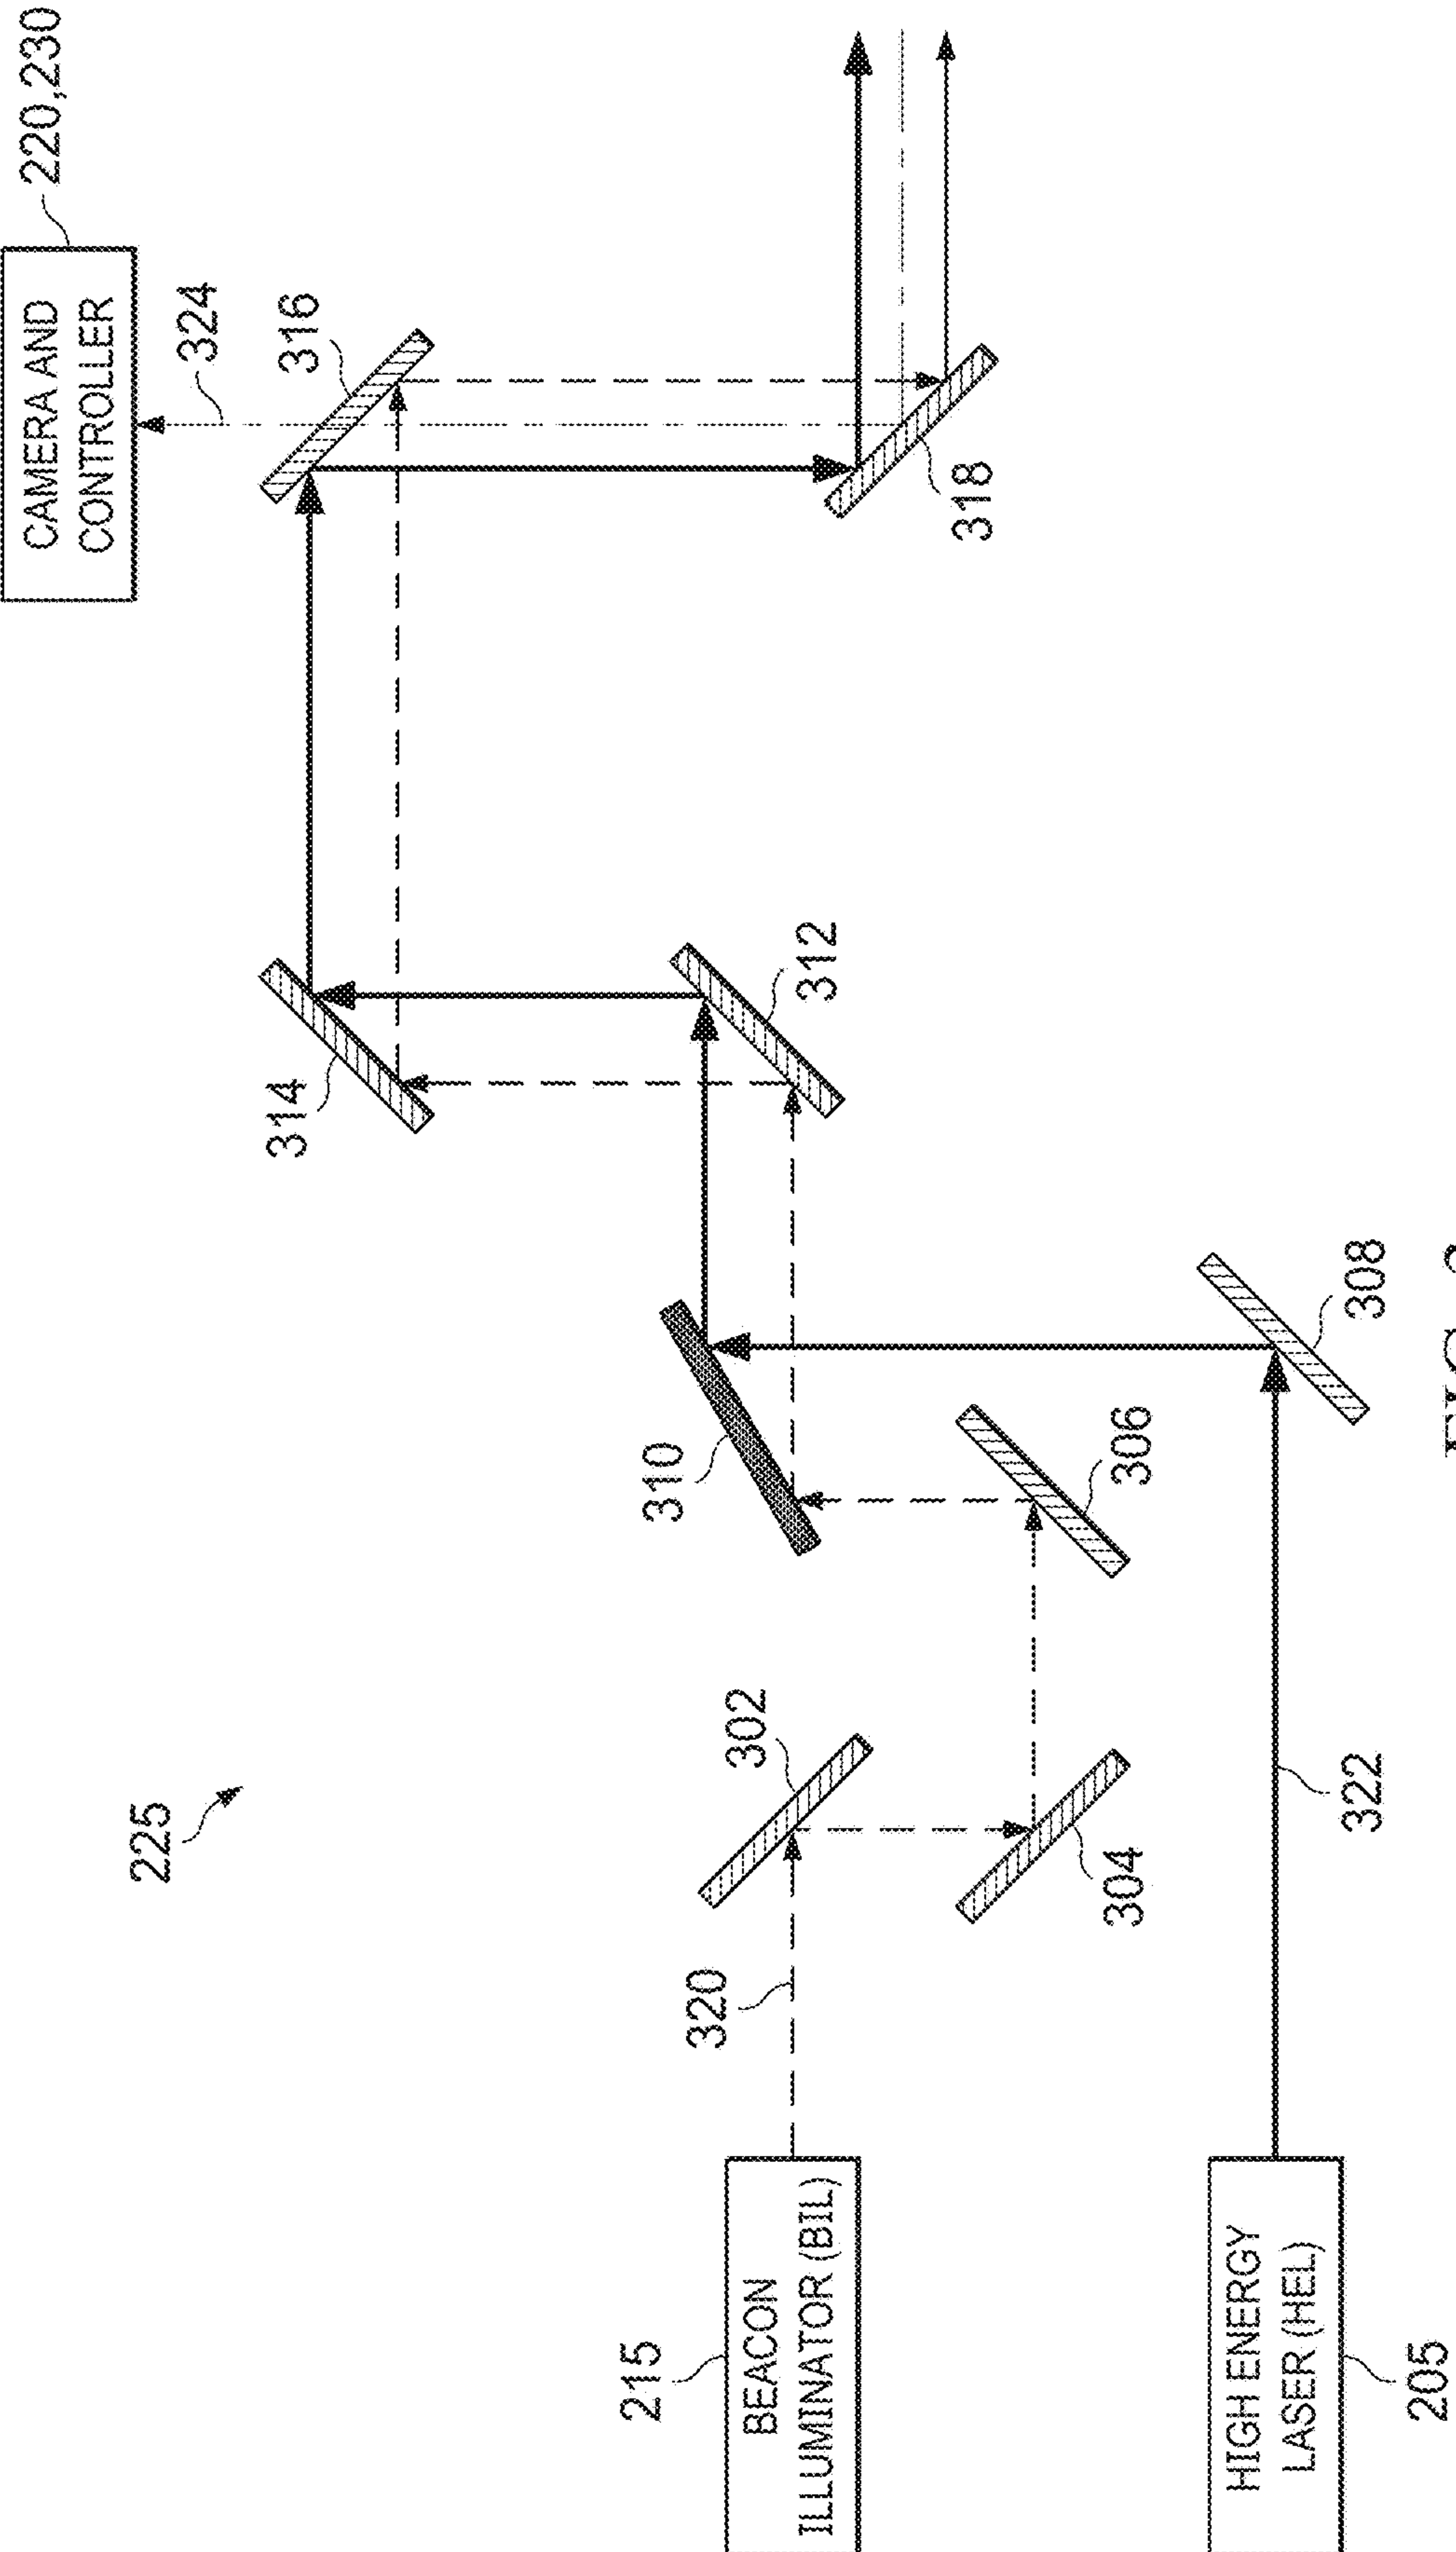 225
CAMERA AND
CONTROLLER
220,230
324
316
314
310
312
318
302
320
306
304
308
215
BEACON
ILLUMINATOR (BIL)
HIGH ENERGY
LASER (HEL)
322
205